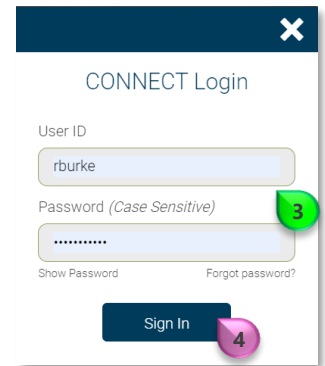 CONNECT Login
User ID
rburke
Password (Case Sensitive)
3
•••••••••••
Show Password Forgot password?
Sign In
4